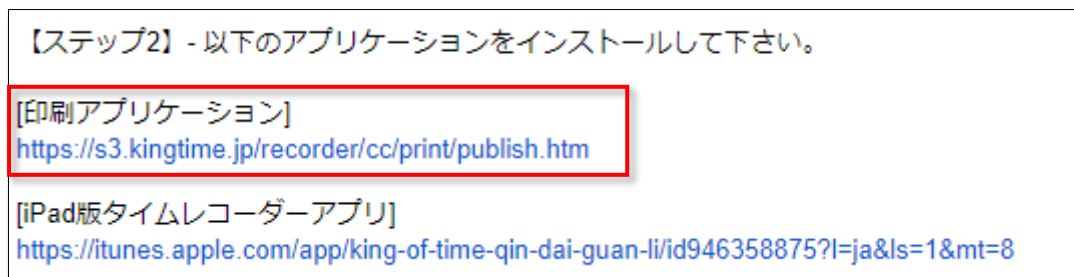 【ステップ2】- 以下のアプリケーションをインストールして下さい。
[印刷アプリケーション]
https://s3.kingtime.jp/recorder/cc/print/publish.htm
[iPad版タイムレコーダーアプリ]
https://itunes.apple.com/app/king-of-time-qin-dai-guan-li/id946358875?l=ja&ls=1&mt=8